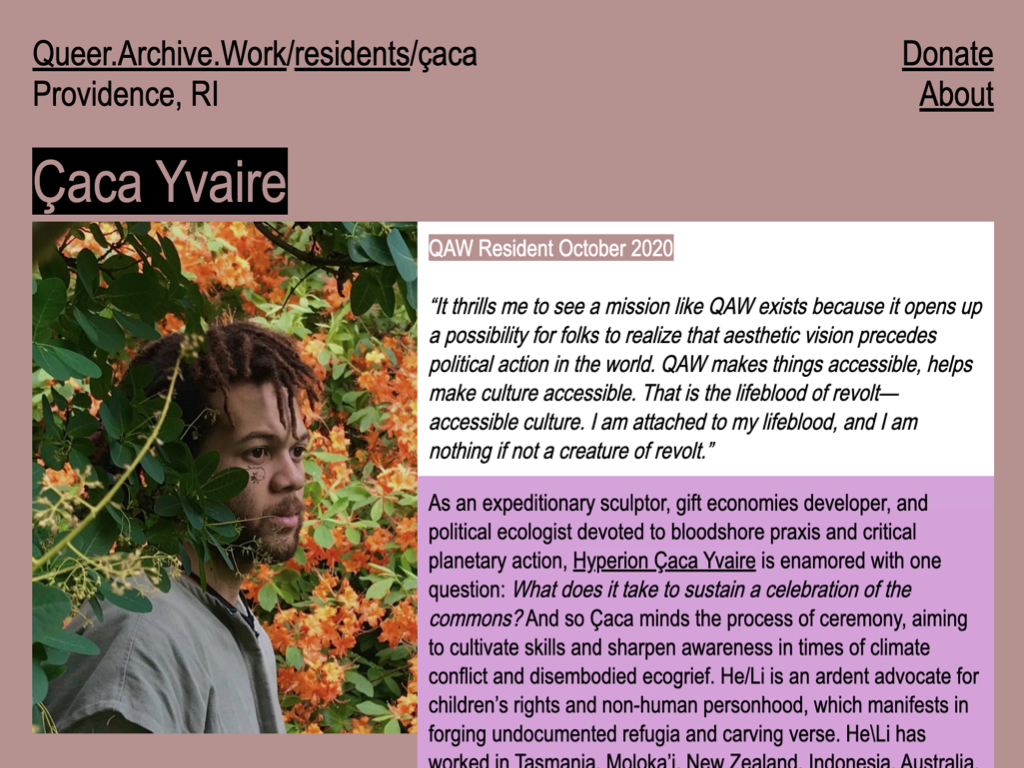 Queer.Archive.Work/residents/çaca
Providence, RI
Donate
About
Çaca Yvaire
QAW Resident October 2020
“It thrills me to see a mission like QAW exists because it opens up
a possibility for folks to realize that aesthetic vision precedes
political action in the world. QAW makes things accessible, helps
make culture accessible. That is the lifeblood of revolt—
accessible culture. I am attached to my lifeblood, and I am
nothing if not a creature of revolt.”
As an expeditionary sculptor, gift economies developer, and
political ecologist devoted to bloodshore praxis and critical
planetary action, Hyperion Çaca Yvaire is enamored with one
question: What does it take to sustain a celebration of the
commons? And so Çaca minds the process of ceremony, aiming
to cultivate skills and sharpen awareness in times of climate
conflict and disembodied ecogrief. He/Li is an ardent advocate for
children’s rights and non-human personhood, which manifests in
forging undocumented refugia and carving verse. He\Li has
worked in Tasmania, Moloka’i, New Zealand, Indonesia, Australia,